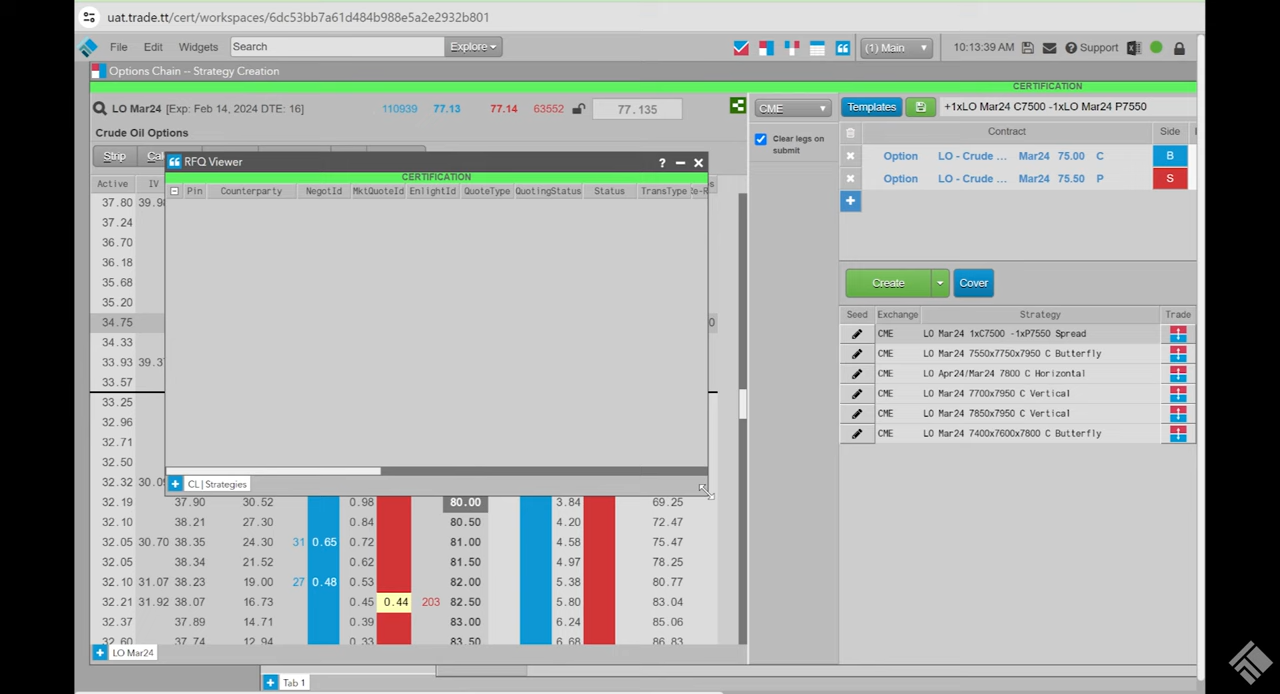 uat.trade.tt/cert/workspaces/6dc53bb7a61d484b988e5a2e2932b801
File Edit Widgets Search Explore (1) Main 10:13:39 AM Support
Options Chain -- Strategy Creation
CERTIFICATION
LO Mar24 [Exp: Feb 14, 2024 DTE: 16] 110939 77.13 77.14 63552 77.135
CME Templates +1xLO Mar24 C7500 -1xLO Mar24 P7550
Crude Oil Options
Clear legs on submit
Contract Side
Strip
Option LO - Crude ... Mar24 75.00 C B
Option LO - Crude ... Mar24 75.50 P S
RFQ Viewer ? – ×
CERTIFICATION
Pin Counterparty NegotId MktQuoteId EnlightId QuoteType QuotingStatus Status TransType
CL | Strategies
Active IV
37.80
37.24
36.70
36.18
35.68
35.20
34.75
34.33
33.93
33.57
33.25
32.96
32.71
32.50
32.32
32.19 37.90 30.52 0.98 80.00 3.84 69.25
32.10 38.21 27.30 0.84 80.50 4.20 72.47
32.05 30.70 38.35 24.30 31 0.65 0.72 81.00 4.58 75.47
32.05 38.34 21.52 0.62 81.50 4.97 78.25
32.10 31.07 38.23 19.00 27 0.48 0.53 82.00 5.38 80.77
32.21 31.92 38.07 16.73 0.45 0.44 203 82.50 5.80 83.04
32.37 37.89 14.71 0.39 83.00 6.24 85.06
32.60 37.74 12.94 0.33 83.50 6.68 86.83
LO Mar24
Tab 1
Create Cover
Seed Exchange Strategy Trade
CME LO Mar24 1xC7500 -1xP7550 Spread
CME LO Mar24 7550x7750x7950 C Butterfly
CME LO Apr24/Mar24 7800 C Horizontal
CME LO Mar24 7700x7950 C Vertical
CME LO Mar24 7850x7950 C Vertical
CME LO Mar24 7400x7600x7800 C Butterfly